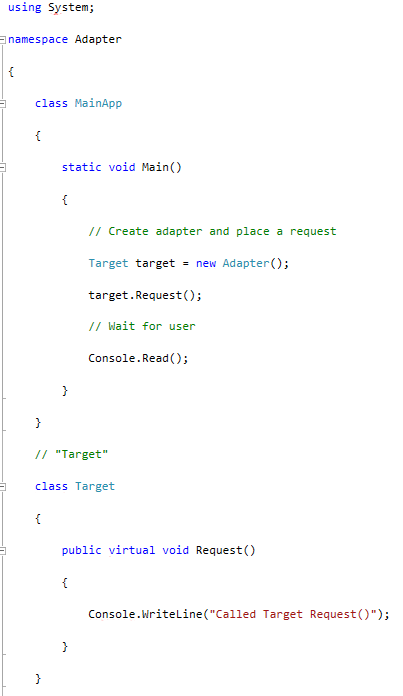 using System;
namespace Adapter
{
class MainApp
{
static void Main()
{
// Create adapter and place a request
Target target = new Adapter();
target.Request();
// Wait for user
Console.Read();
}
}
// "Target"
class Target
{
public virtual void Request()
{
Console.WriteLine("Called Target Request()");
}
}